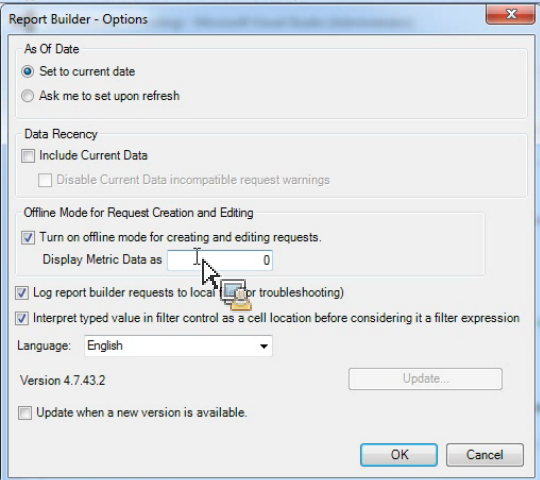 Report Builder - Options
As Of Date
Set to current date
Ask me to set upon refresh
Data Recency
Include Current Data
Disable Current Data incompatible request warnings
Offline Mode for Request Creation and Editing
Turn on offline mode for creating and editing requests.
Display Metric Data as 0
Log report builder requests to local or troubleshooting)
Interpret typed value in filter control as a cell location before considering it a filter expression
Language: English
Version 4.7.43.2 Update...
Update when a new version is available.
OK Cancel